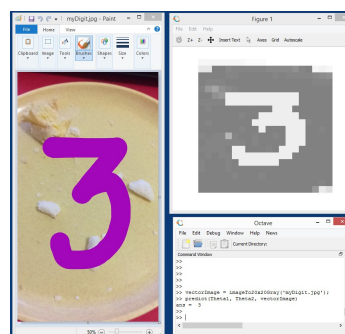 myDigit.jpg - Paint
File Home View
Clipboard Image Fonts Brushes Shapes Size Colors
3
50%
Figure 1
File Edit Help
Z+ Z- Insert Text Axes Grid Autoscale
Octave
File Edit Debug Window Help News
Current Directory:
Command Window
>>
>>
>>
>>
>> vectorImage = imageTo20x20Gray('myDigit.jpg');
>> predict(Theta1, Theta2, vectorImage)
ans = 3
>>
>>